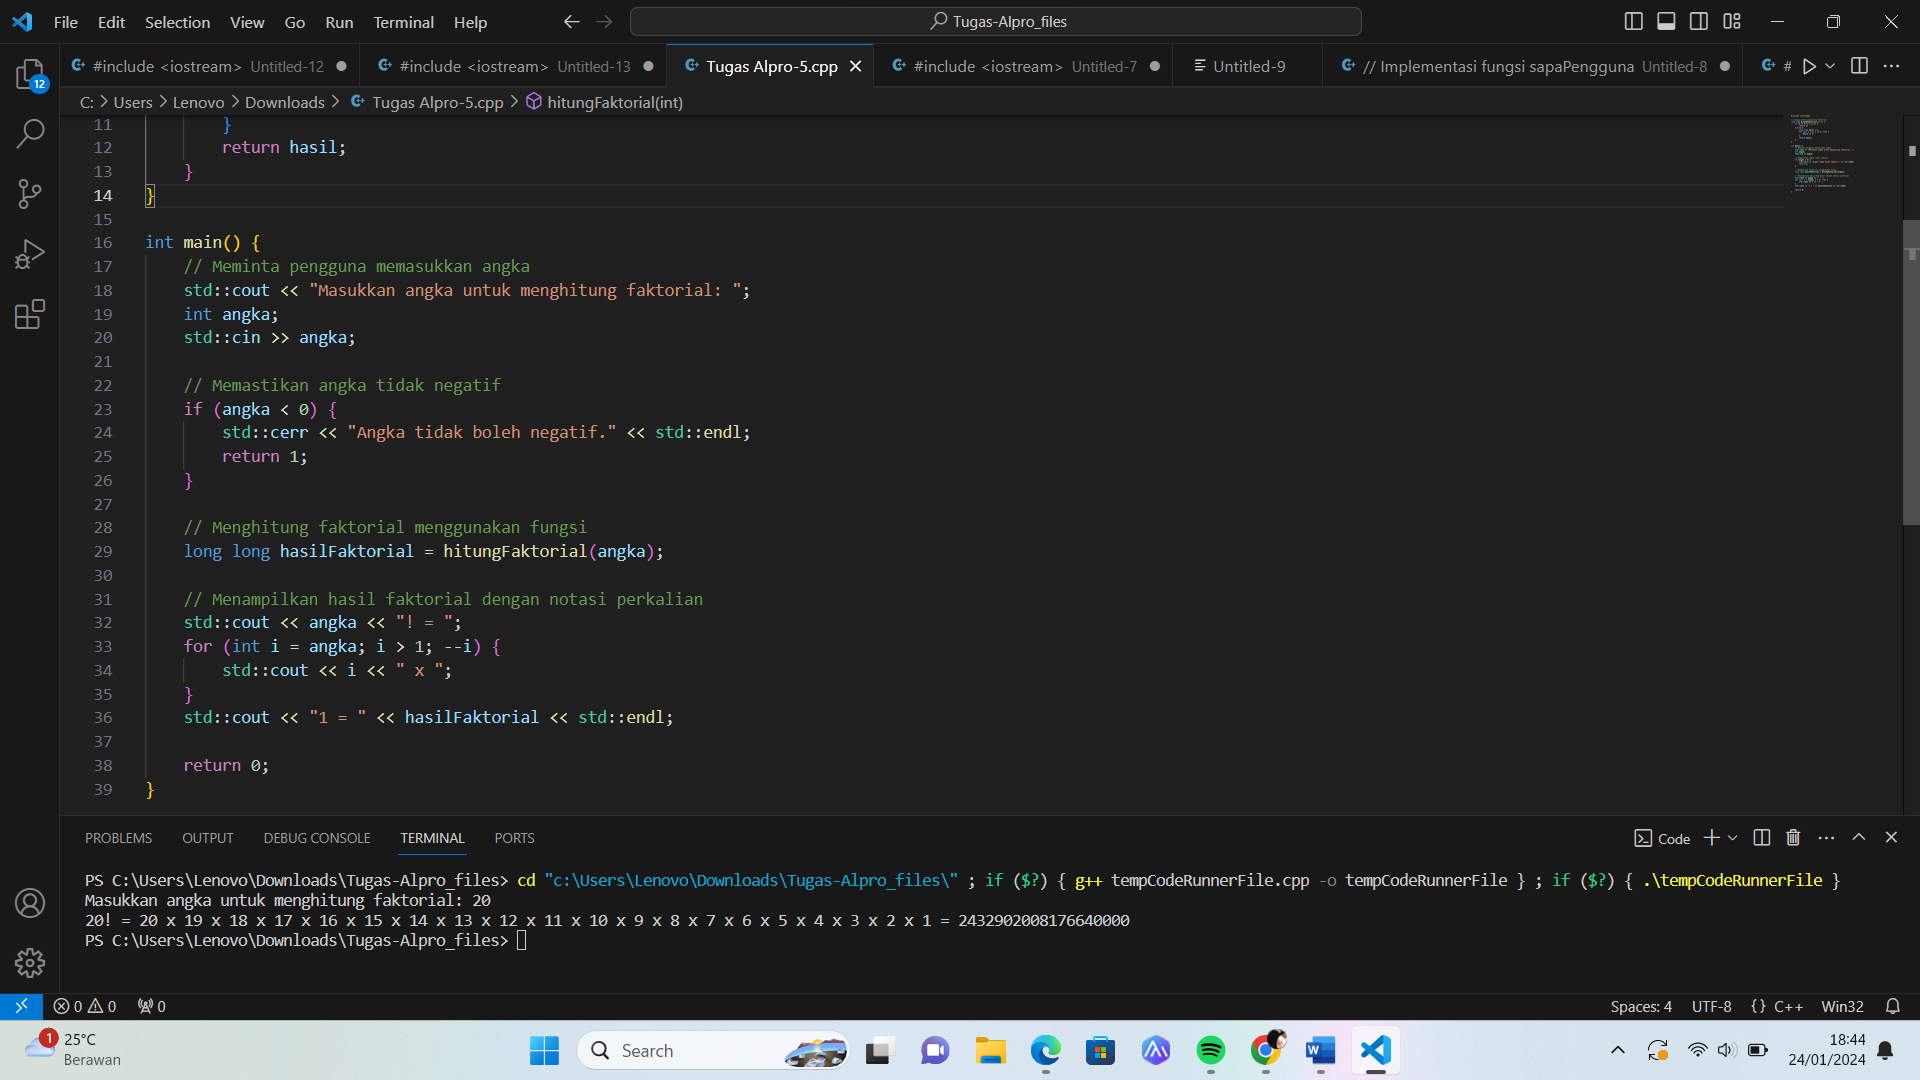 File Edit Selection View Go Run Terminal Help
Tugas-Alpro_files
#include <iostream> Untitled-12
#include <iostream> Untitled-13
Tugas Alpro-5.cpp
#include <iostream> Untitled-7
Untitled-9
// Implementasi fungsi sapaPengguna Untitled-8
#
C: > Users > Lenovo > Downloads > Tugas Alpro-5.cpp > hitungFaktorial(int)
12
11 }
12 return hasil;
13 }
14 }
15
16 int main() {
17 // Meminta pengguna memasukkan angka
18 std::cout << "Masukkan angka untuk menghitung faktorial: ";
19 int angka;
20 std::cin >> angka;
21
22 // Memastikan angka tidak negatif
23 if (angka < 0) {
24 std::cerr << "Angka tidak boleh negatif." << std::endl;
25 return 1;
26 }
27
28 // Menghitung faktorial menggunakan fungsi
29 long long hasilFaktorial = hitungFaktorial(angka);
30
31 // Menampilkan hasil faktorial dengan notasi perkalian
32 std::cout << angka << "! = ";
33 for (int i = angka; i > 1; --i) {
34 std::cout << i << " x ";
35 }
36 std::cout << "1 = " << hasilFaktorial << std::endl;
37
38 return 0;
39 }
PROBLEMS OUTPUT DEBUG CONSOLE TERMINAL PORTS
Code
PS C:\Users\Lenovo\Downloads\Tugas-Alpro_files> cd "c:\Users\Lenovo\Downloads\Tugas-Alpro_files\" ; if ($?) { g++ tempCodeRunnerFile.cpp -o tempCodeRunnerFile } ; if ($?) { .\tempCodeRunnerFile }
Masukkan angka untuk menghitung faktorial: 20
20! = 20 x 19 x 18 x 17 x 16 x 15 x 14 x 13 x 12 x 11 x 10 x 9 x 8 x 7 x 6 x 5 x 4 x 3 x 2 x 1 = 2432902008176640000
PS C:\Users\Lenovo\Downloads\Tugas-Alpro_files>
0 0 0
Spaces: 4 UTF-8 {} C++ Win32
1
25°C
Berawan
Search
18:44
24/01/2024